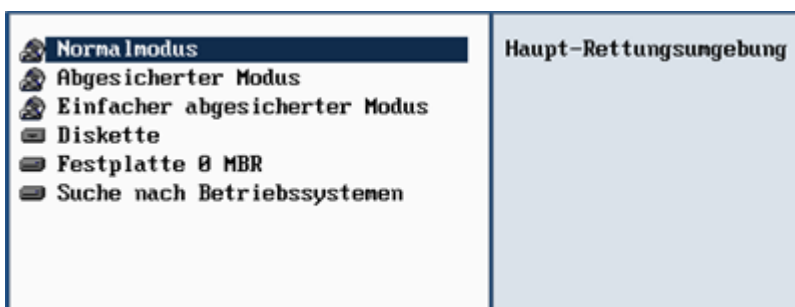 Normalmodus
Abgesicherter Modus
Einfacher abgesicherter Modus
Diskette
Festplatte 0 MBR
Suche nach Betriebssystemen
Haupt-Rettungsumgebung